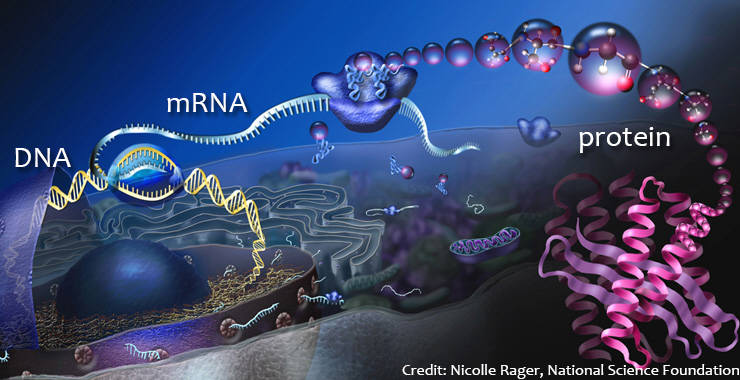 mRNA
DNA
protein
Credit: Nicolle Rager, National Science Foundation